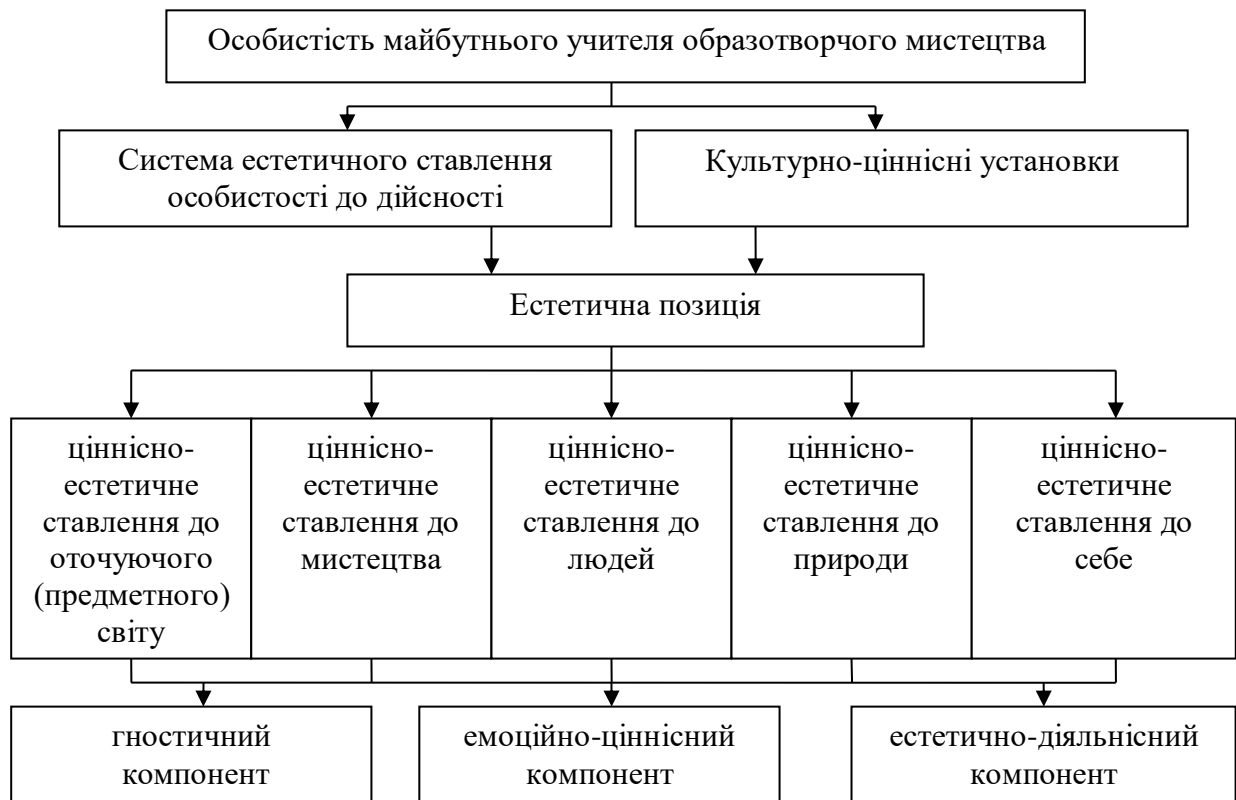 Особистість майбутнього учителя образотворчого мистецтва
Система естетичного ставлення
особистості до дійсності
Культурно-ціннісні установки
Естетична позиція
ціннісно-
естетичне
ставлення до
оточуючого
(предметного)
світу
ціннісно-
естетичне
ставлення до
мистецтва
ціннісно-
естетичне
ставлення до
людей
ціннісно-
естетичне
ставлення до
природи
ціннісно-
естетичне
ставлення до
себе
гностичний
компонент
емоційно-ціннісний
компонент
естетично-діяльнісний
компонент